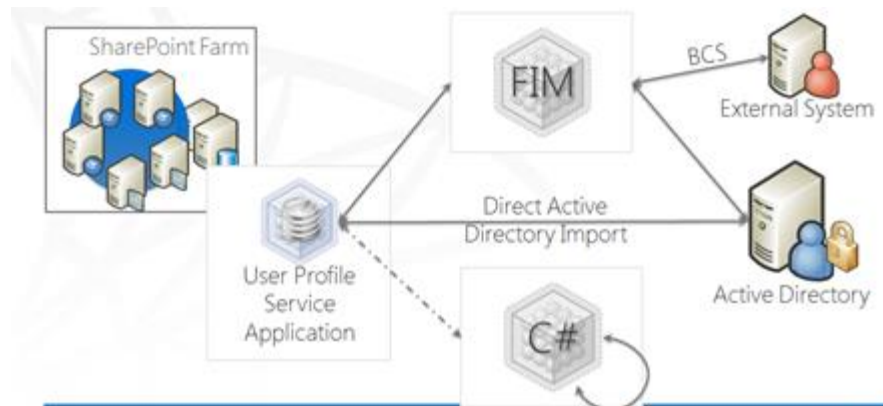 SharePoint Farm
FIM
BCS
External System
Direct Active
Directory Import
User Profile
Service
Application
Active Directory
C#